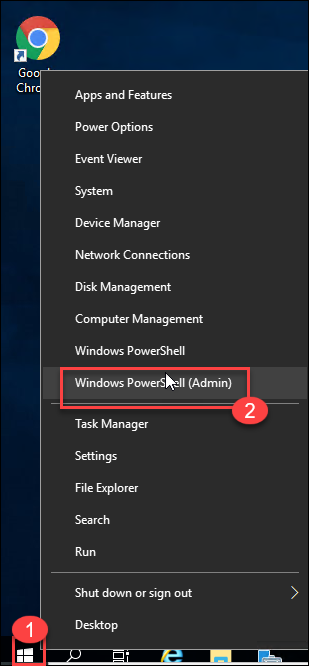 Goo
Chro
Apps and Features
Power Options
Event Viewer
System
Device Manager
Network Connections
Disk Management
Computer Management
Windows PowerShell
Windows PowerShell (Admin)
2
Task Manager
Settings
File Explorer
Search
Run
Shut down or sign out
1
Desktop